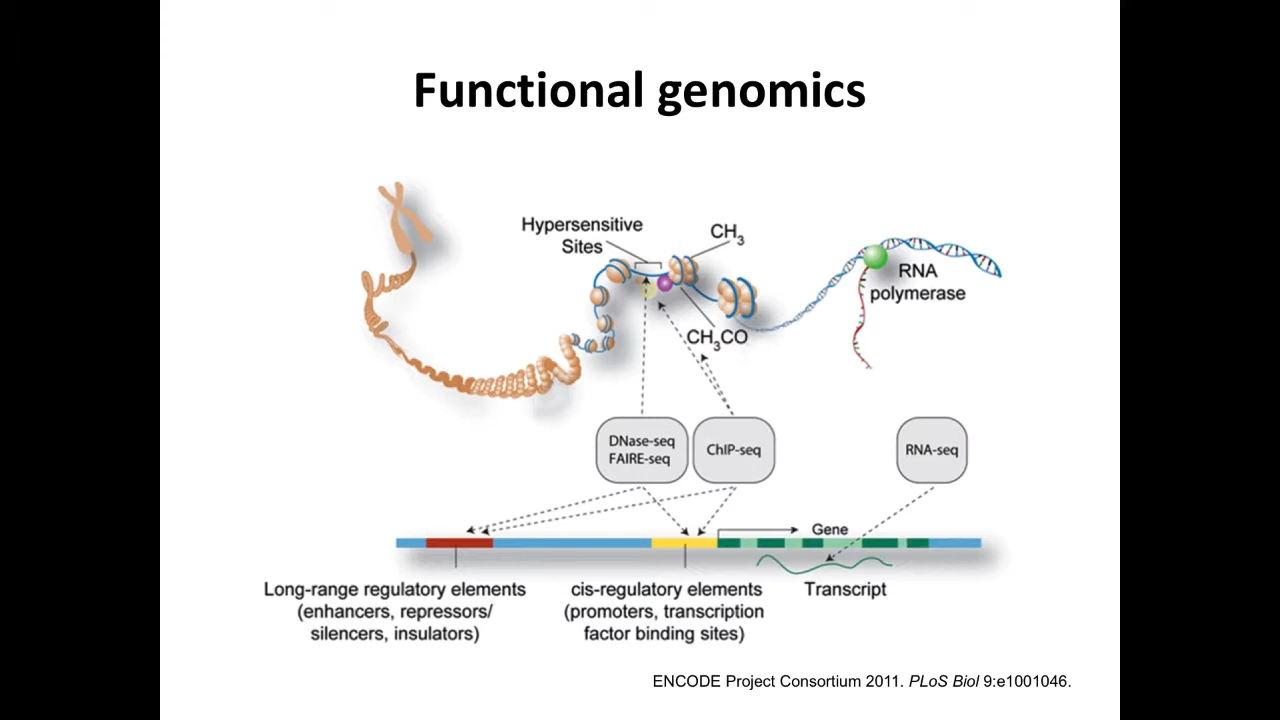 Functional genomics
Hypersensitive
Sites
CH₃
RNA
polymerase
CH₃CO
DNase-seq
FAIRE-seq
ChIP-seq
RNA-seq
Gene
Long-range regulatory elements
(enhancers, repressors/
silencers, insulators)
cis-regulatory elements
(promoters, transcription
factor binding sites)
Transcript
ENCODE Project Consortium 2011. PLoS Biol 9:e1001046.